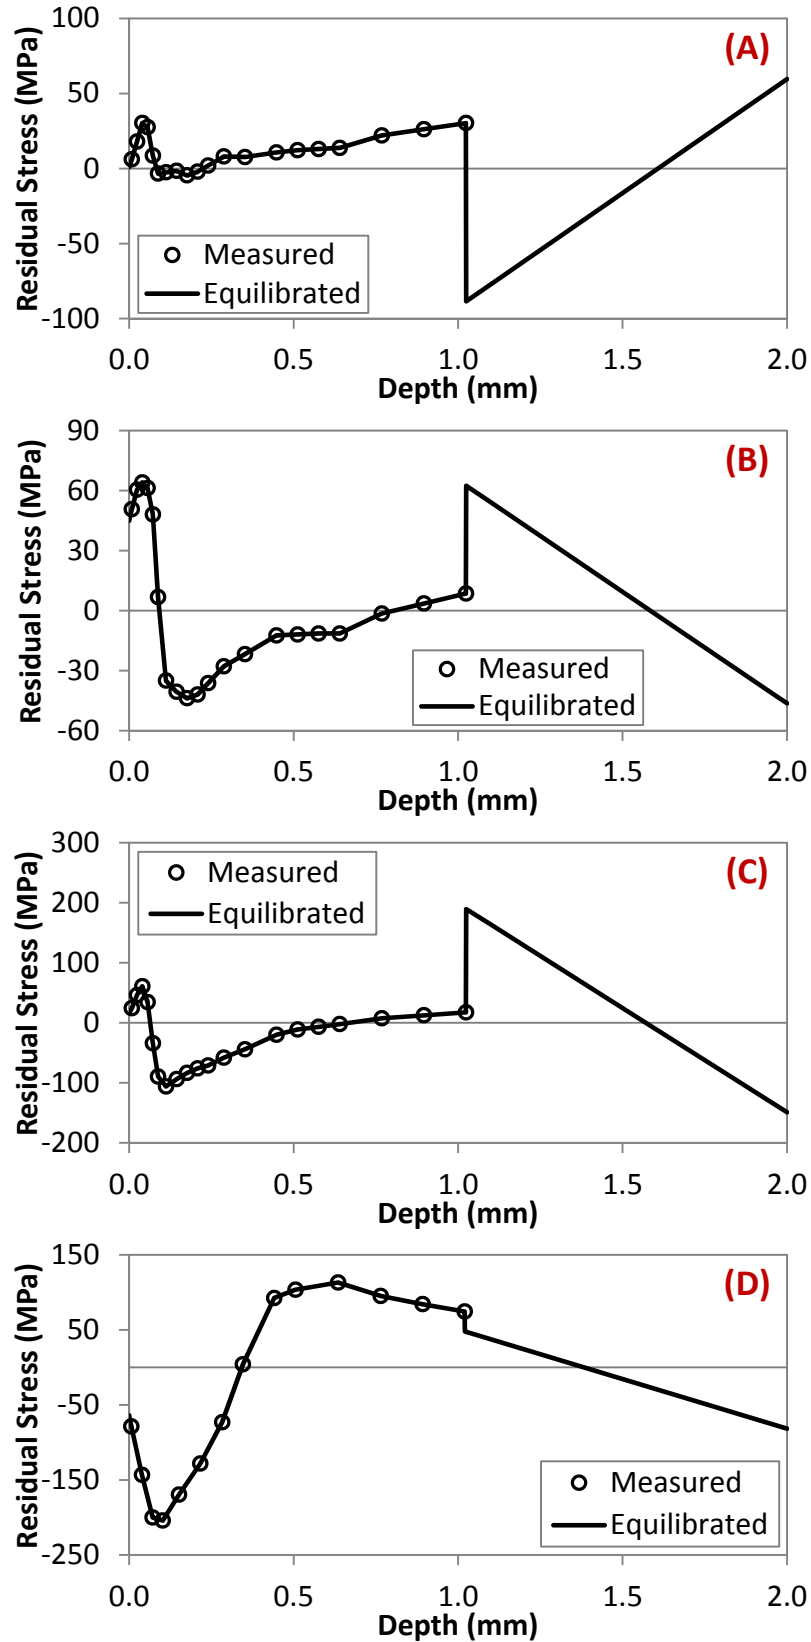 (A)
Residual Stress (MPa)
100
50
0
-50
-100
Measured
Equilibrated
0.0 0.5 1.0 1.5 2.0
Depth (mm)
(B)
Residual Stress (MPa)
90
60
30
0
-30
-60
Measured
Equilibrated
0.0 0.5 1.0 1.5 2.0
Depth (mm)
(C)
Residual Stress (MPa)
300
200
100
0
-100
-200
Measured
Equilibrated
0.0 0.5 1.0 1.5 2.0
Depth (mm)
(D)
Residual Stress (MPa)
150
50
-50
-150
-250
Measured
Equilibrated
0.0 0.5 1.0 1.5 2.0
Depth (mm)